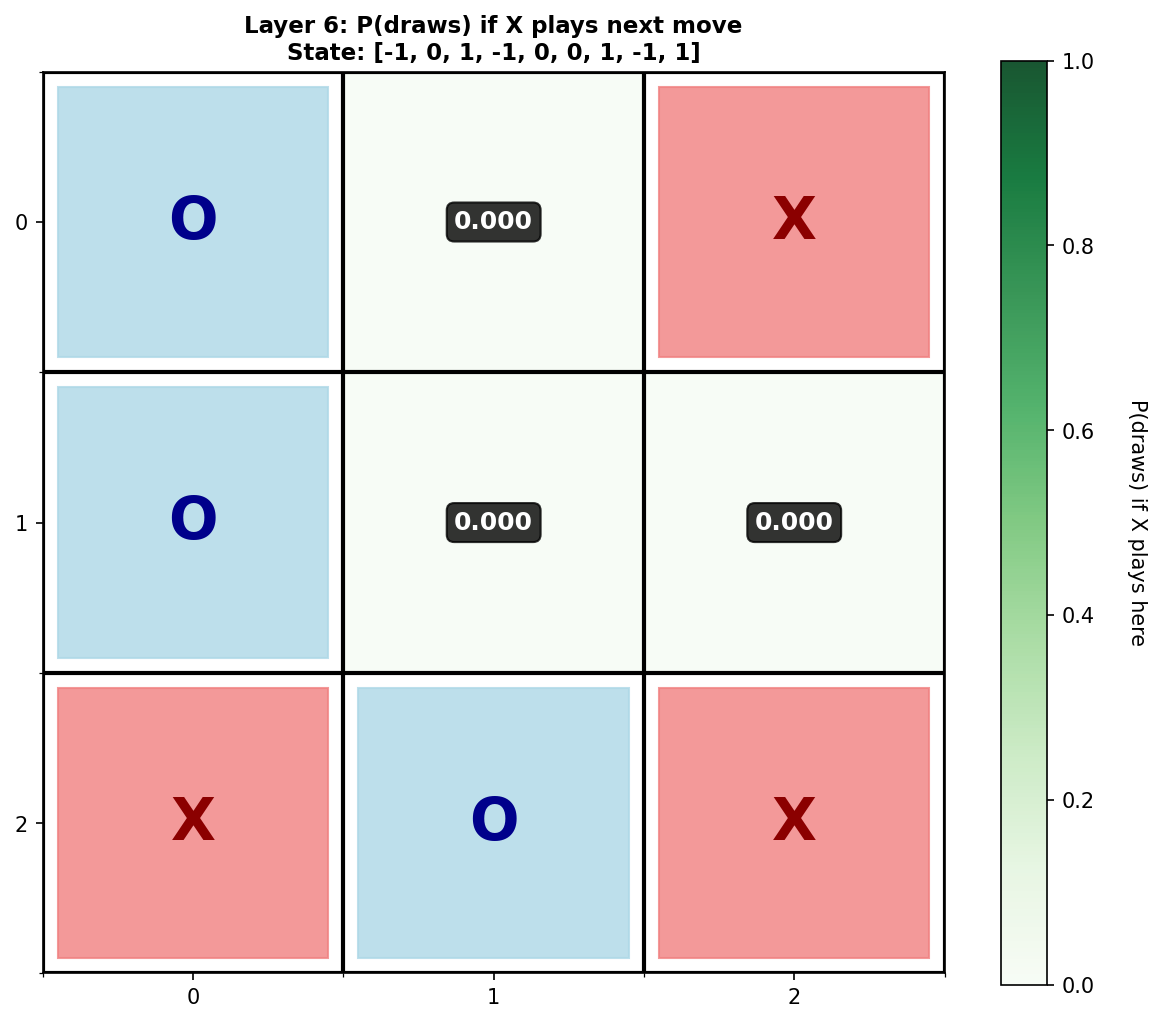 Layer 6: P(draws) if X plays next move
State: [-1, 0, 1, -1, 0, 0, 1, -1, 1]
1.0
0.8
0.6
0.4
0.2
0.0
P(draws) if X plays here
0
O
0.000
X
1
O
0.000
0.000
2
X
O
X
0
1
2